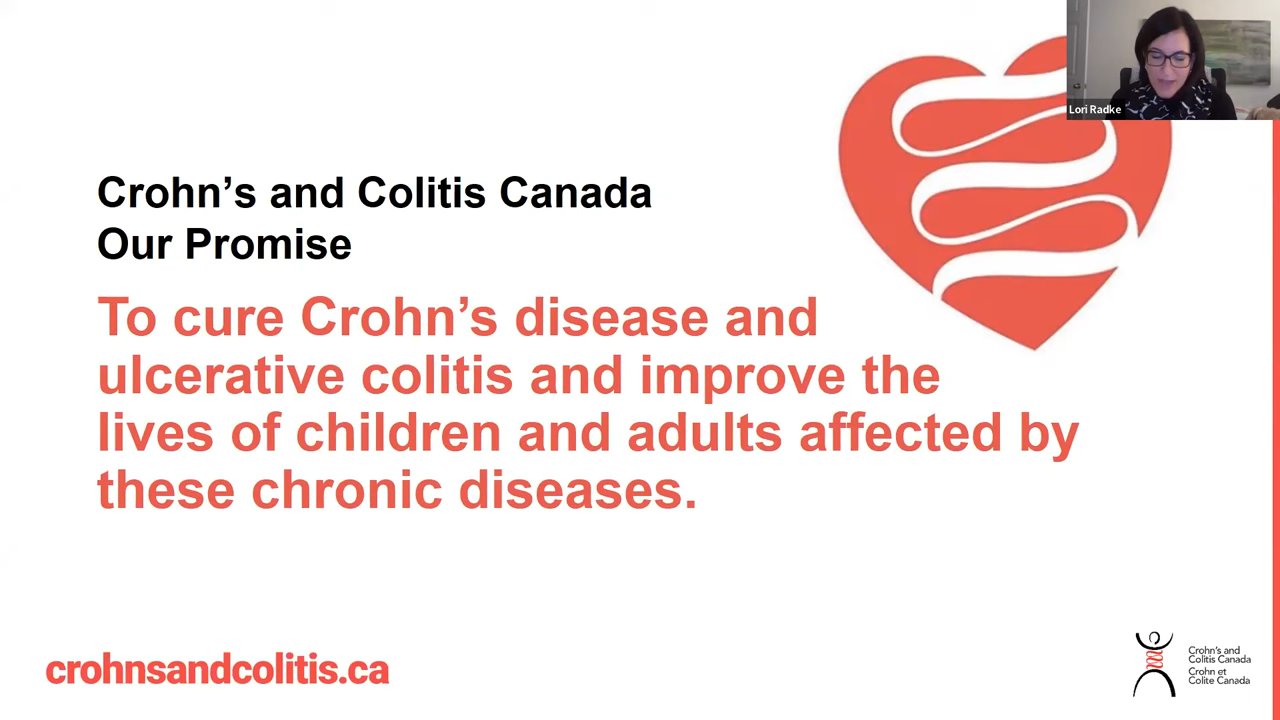 Lori Radke
Crohn’s and Colitis Canada
Our Promise
To cure Crohn’s disease and
ulcerative colitis and improve the
lives of children and adults affected by
these chronic diseases.
crohnsandcolitis.ca
Crohn’s and
Colitis Canada
Crohn et
Colite Canada